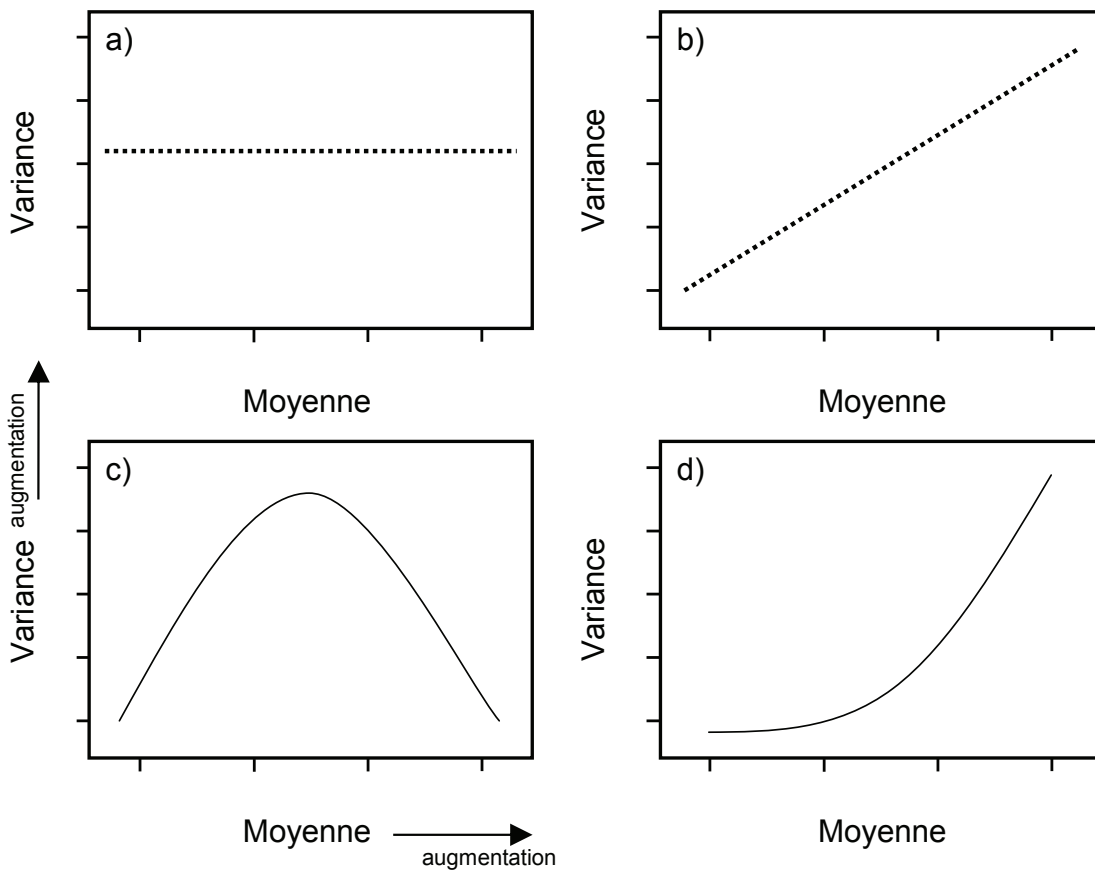 a)
Variance
Moyenne
b)
Variance
Moyenne
augmentation
c)
Variance
Moyenne
augmentation
d)
Variance
Moyenne